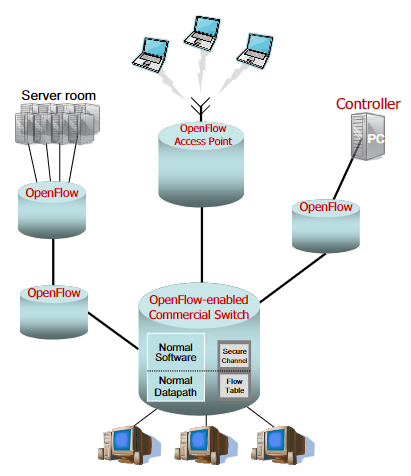 Server room
OpenFlow
Access Point
Controller
PC
OpenFlow
OpenFlow
OpenFlow
OpenFlow-enabled
Commercial Switch
Normal
Software
Secure
Channel
Normal
Datapath
Flow
Table